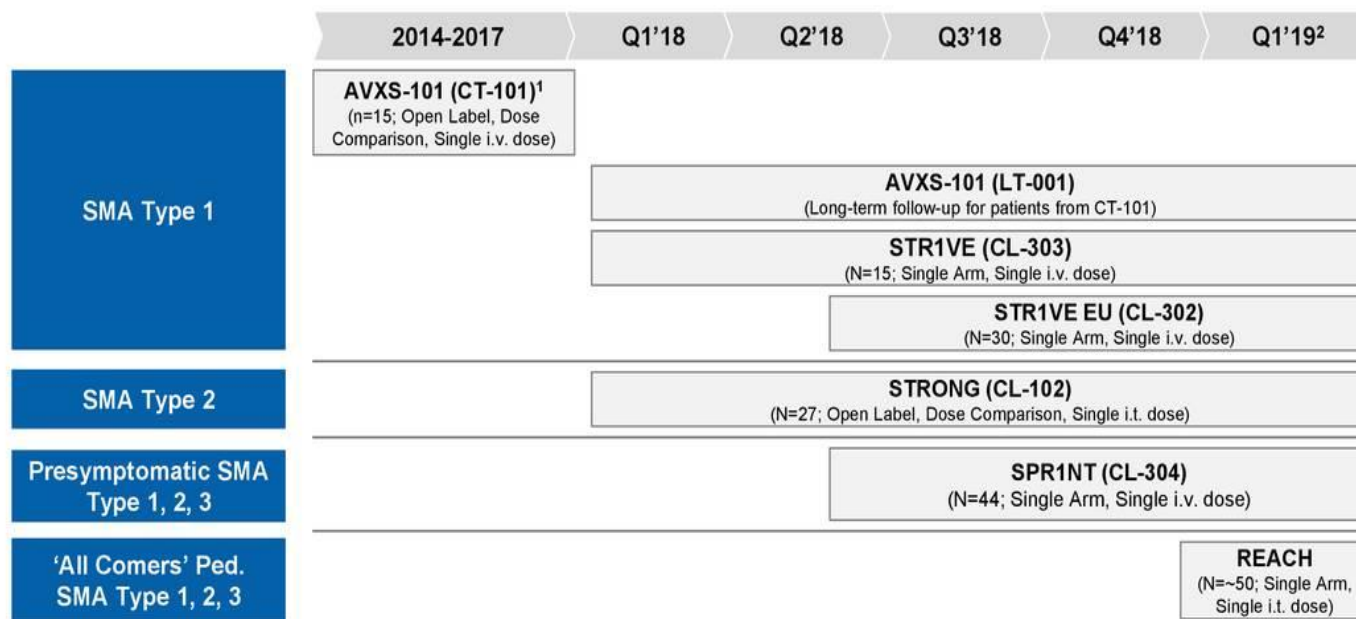 2014-2017 Q1'18 Q2'18 Q3'18 Q4'18 Q1'19²
SMA Type 1
AVXS-101 (CT-101)¹
(n=15; Open Label, Dose
Comparison, Single i.v. dose)
AVXS-101 (LT-001)
(Long-term follow-up for patients from CT-101)
STR1VE (CL-303)
(N=15; Single Arm, Single i.v. dose)
STR1VE EU (CL-302)
(N=30; Single Arm, Single i.v. dose)
SMA Type 2
STRONG (CL-102)
(N=27; Open Label, Dose Comparison, Single i.t. dose)
Presymptomatic SMA
Type 1, 2, 3
SPR1NT (CL-304)
(N=44; Single Arm, Single i.v. dose)
‘All Comers’ Ped.
SMA Type 1, 2, 3
REACH
(N=~50; Single Arm,
Single i.t. dose)